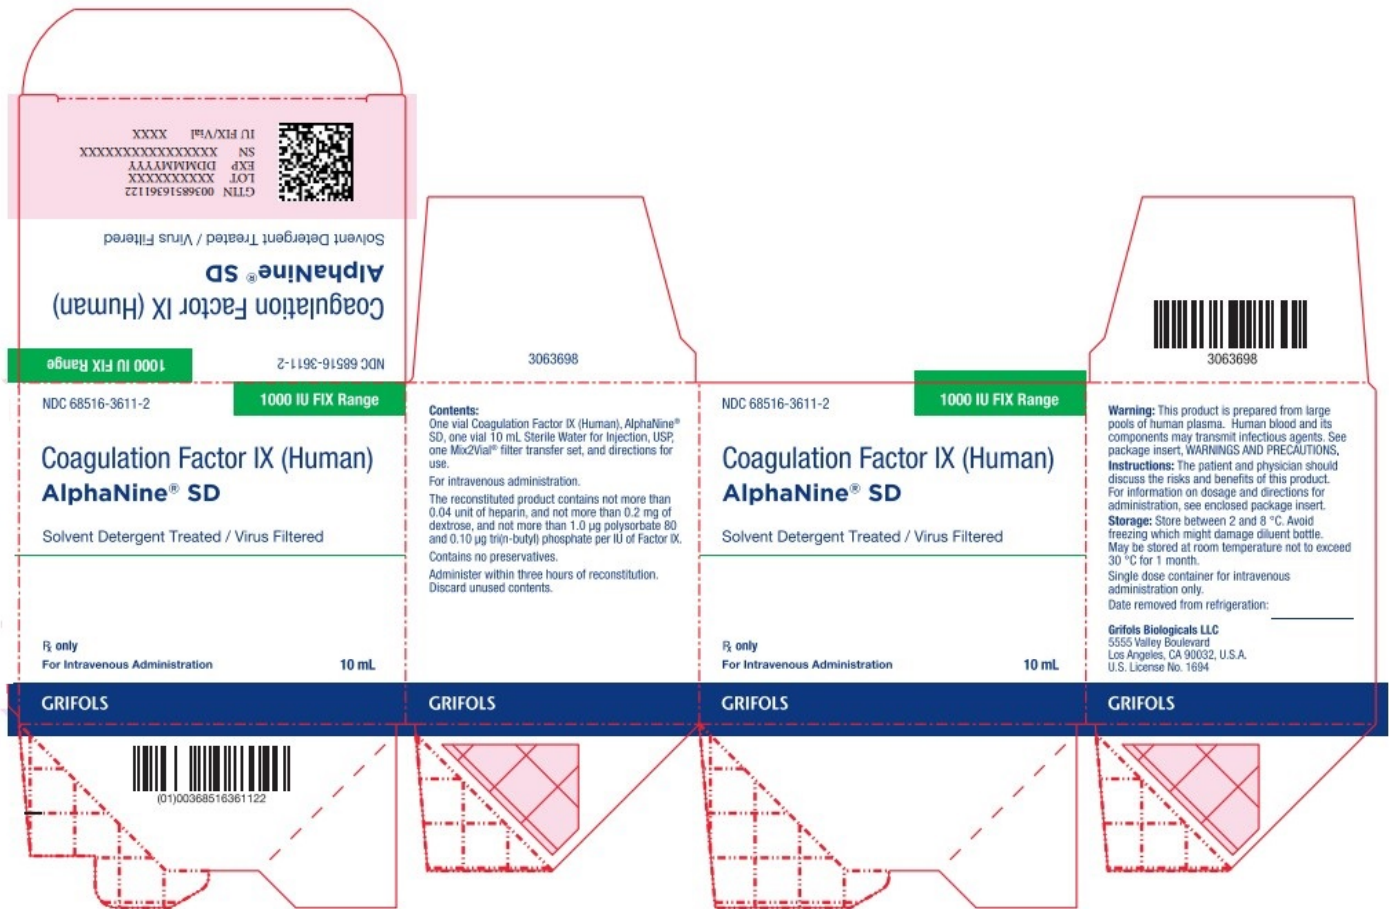 GTIN 00368516361122
LOT XXXXXXXXXX
EXP DDMMMYYYY
SN XXXXXXXXXXXXXXXX
IU FIX/Vial XXXX
Solvent Detergent Treated / Virus Filtered
AlphaNine® SD
Coagulation Factor IX (Human)
NDC 68516-3611-2
1000 IU FIX Range
NDC 68516-3611-2
1000 IU FIX Range
Coagulation Factor IX (Human)
AlphaNine® SD
Solvent Detergent Treated / Virus Filtered
℞ only
For Intravenous Administration
10 mL
GRIFOLS
(01)00368516361122
3063698
Contents:
One vial Coagulation Factor IX (Human), AlphaNine®
SD, one vial 10 mL Sterile Water for Injection, USP,
one Mix2Vial® filter transfer set, and directions for
use.
For intravenous administration.
The reconstituted product contains not more than
0.04 unit of heparin, and not more than 0.2 mg of
dextrose, and not more than 1.0 µg polysorbate 80
and 0.10 µg tri(n-butyl) phosphate per IU of Factor IX.
Contains no preservatives.
Administer within three hours of reconstitution.
Discard unused contents.
GRIFOLS
NDC 68516-3611-2
1000 IU FIX Range
Coagulation Factor IX (Human)
AlphaNine® SD
Solvent Detergent Treated / Virus Filtered
℞ only
For Intravenous Administration
10 mL
GRIFOLS
3063698
Warning: This product is prepared from large
pools of human plasma. Human blood and its
components may transmit infectious agents. See
package insert, WARNINGS AND PRECAUTIONS.
Instructions: The patient and physician should
discuss the risks and benefits of this product.
For information on dosage and directions for
administration, see enclosed package insert.
Storage: Store between 2 and 8 °C. Avoid
freezing which might damage diluent bottle.
May be stored at room temperature not to exceed
30 °C for 1 month.
Single dose container for intravenous
administration only.
Date removed from refrigeration:
Grifols Biologicals LLC
5555 Valley Boulevard
Los Angeles, CA 90032, U.S.A.
U.S. License No. 1694
GRIFOLS